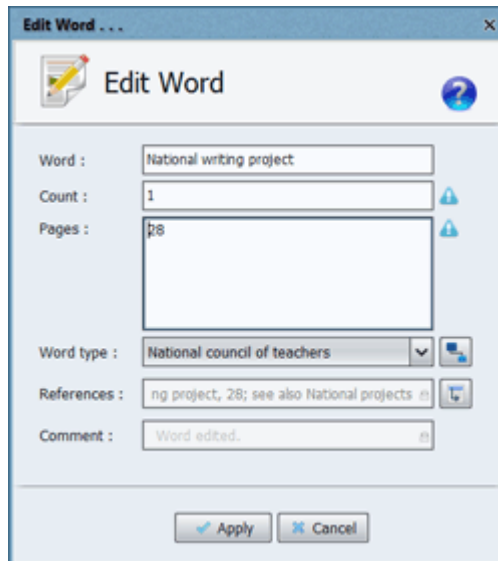 Edit Word . . .
Edit Word
Word : National writing project
Count : 1
Pages : 28
Word type : National council of teachers
References : ng project, 28; see also National projects
Comment : Word edited.
Apply Cancel